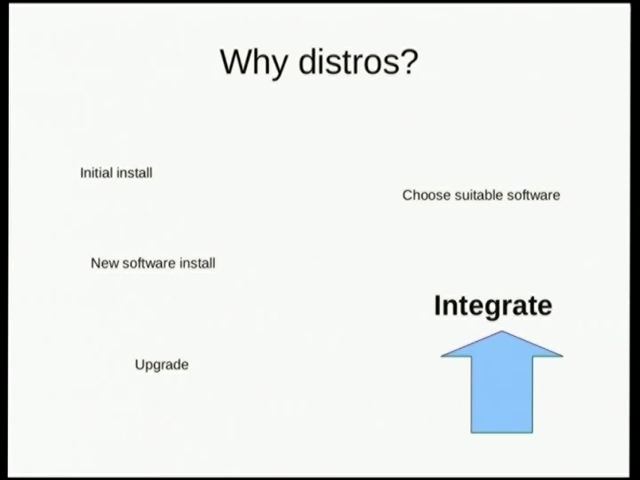 Why distros?
Initial install
Choose suitable software
New software install
Integrate
Upgrade